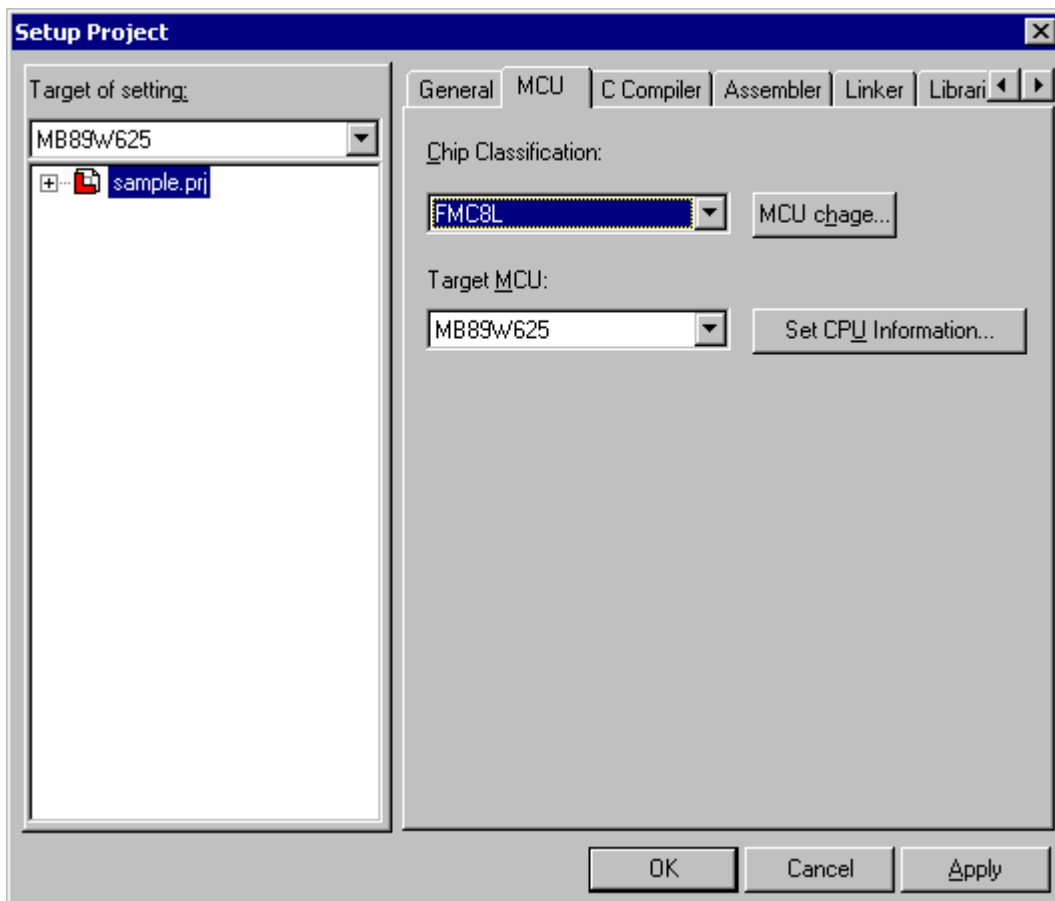 Setup Project
Target of setting:
MB89W625
sample.prj
General MCU C Compiler Assembler Linker Librari
Chip Classification:
FMC8L MCU chage...
Target MCU:
MB89W625 Set CPU Information...
OK Cancel Apply